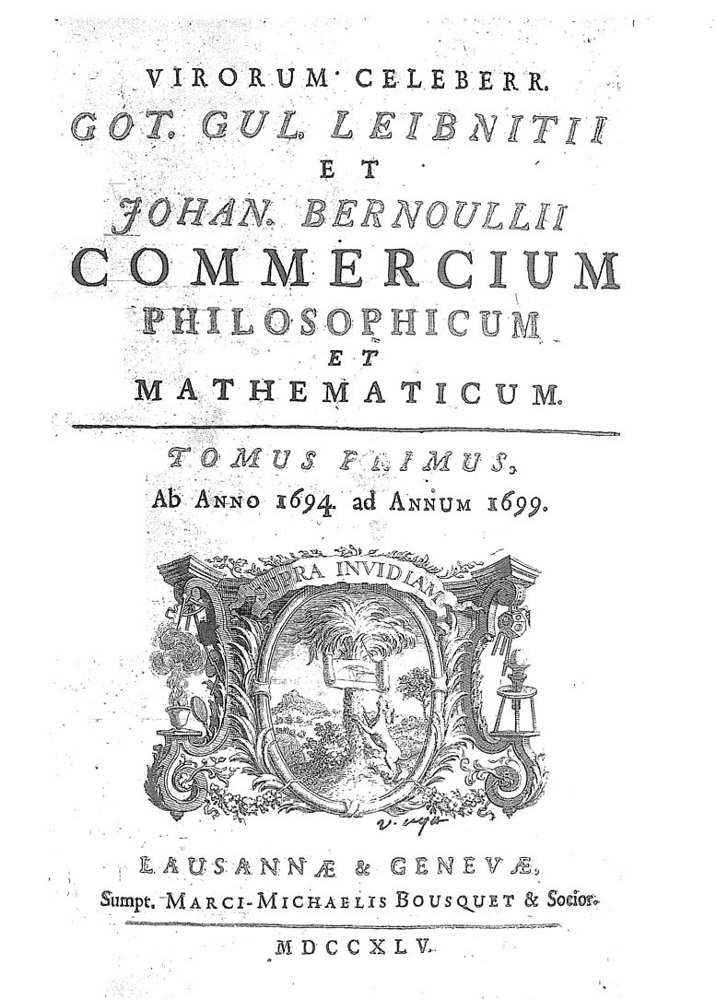 VIRORUM CELEBERR.
GOT. GUL. LEIBNITII
ET
JOHAN. BERNOULLII
COMMERCIUM
PHILOSOPHICUM
ET
MATHEMATICUM.
TOMUS PRIMUS,
Ab ANNO 1694. ad ANNUM 1699.
SUPRA INVIDIAM
LAUSANNÆ & GENEVÆ,
Sumpt. MARCI-MICHAELIS BOUSQUET & Socior.
MDCCXLV.